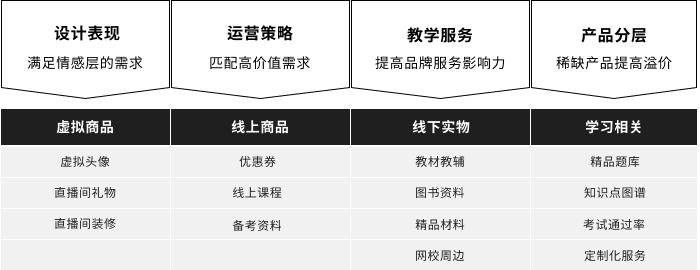 设计表现 运营策略 教学服务 产品分层
满足情感层的需求 匹配高价值需求 提高品牌服务影响力 稀缺产品提高溢价
虚拟商品 线上商品 线下实物 学习相关
虚拟头像 优惠券 教材教辅 精品题库
直播间礼物 线上课程 图书资料 知识点图谱
直播间装修 备考资料 精品材料 考试通过率
网校周边 定制化服务